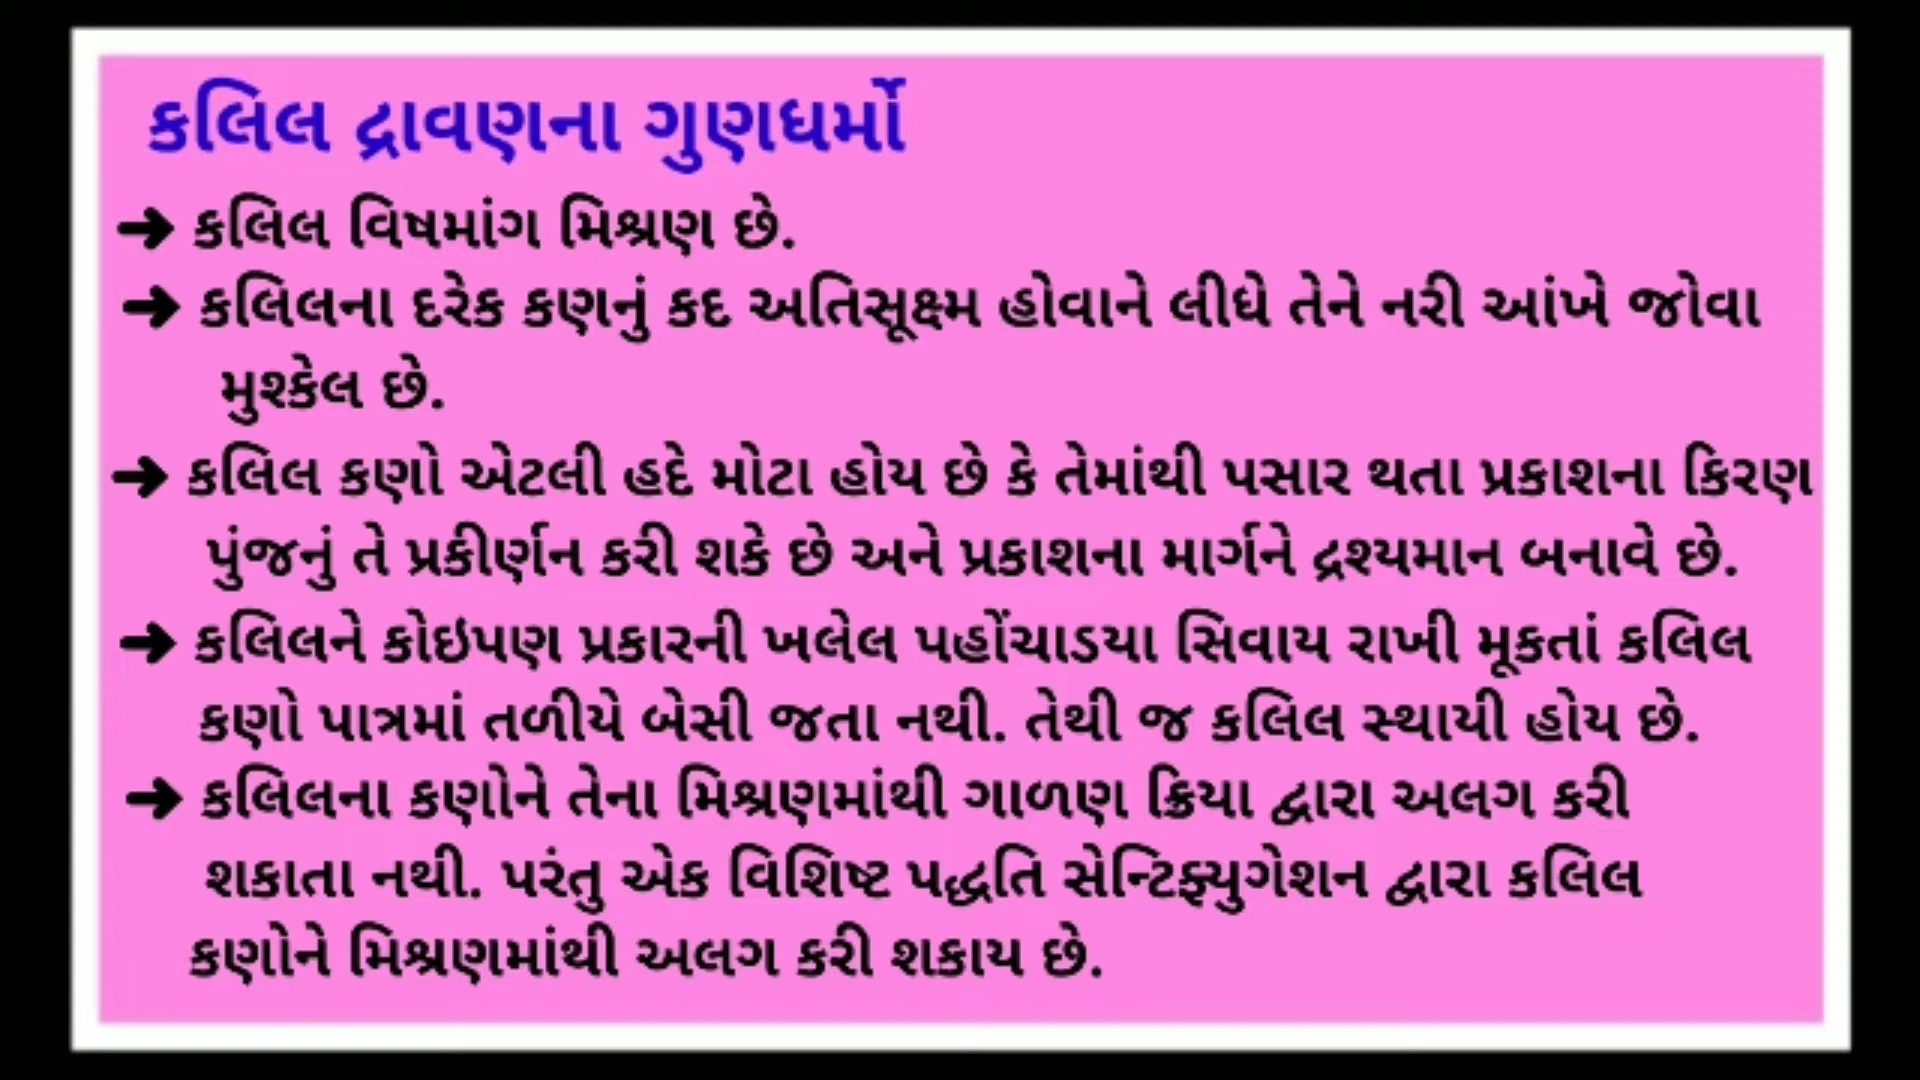 કલિલ દ્રાવણના ગુણધર્મો
➜ કલિલ વિષમાંગ મિશ્રણ છે.
➜ કલિલના દરેક કણનું કદ અતિસૂક્ષ્મ હોવાને લીધે તેને નરી આંખે જોવા
મુશ્કેલ છે.
➜ કલિલ કણો એટલી હદે મોટા હોય છે કે તેમાંથી પસાર થતા પ્રકાશના કિરણ
પુંજનું તે પ્રકીર્ણન કરી શકે છે અને પ્રકાશના માર્ગને દ્રશ્યમાન બનાવે છે.
➜ કલિલને કોઇપણ પ્રકારની ખલેલ પહોંચાડયા સિવાય રાખી મૂકતાં કલિલ
કણો પાત્રમાં તળીયે બેસી જતા નથી. તેથી જ કલિલ સ્થાયી હોય છે.
➜ કલિલના કણોને તેના મિશ્રણમાંથી ગાળણ ક્રિયા દ્વારા અલગ કરી
શકાતા નથી. પરંતુ એક વિશિષ્ટ પદ્ધતિ સેન્ટિફ્યુગેશન દ્વારા કલિલ
કણોને મિશ્રણમાંથી અલગ કરી શકાય છે.